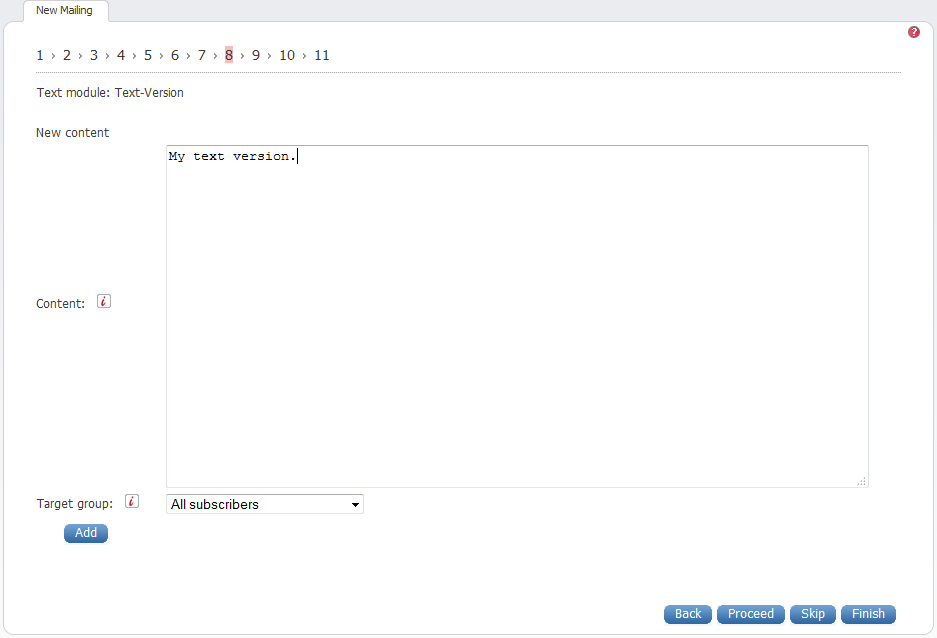 New Mailing
?
1 › 2 › 3 › 4 › 5 › 6 › 7 › 8 › 9 › 10 › 11
Text module: Text-Version
New content
My text version.
Content: i
Target group: i All subscribers
Add
Back Proceed Skip Finish